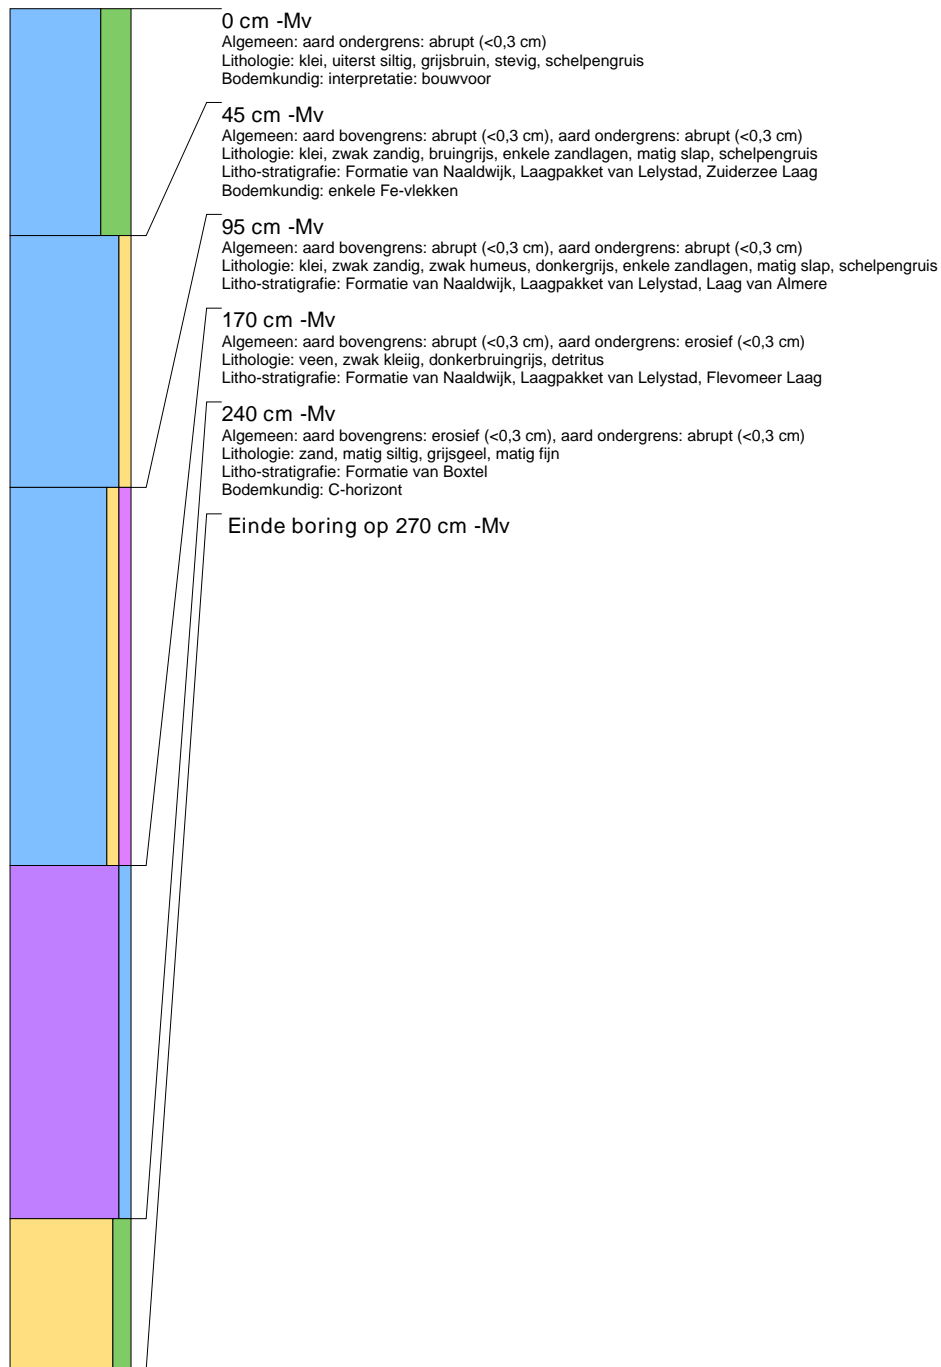 0 cm -Mv
Algemeen: aard ondergrens: abrupt (<0,3 cm)
Lithologie: klei, uiterst siltig, grijsbruin, stevig, schelpengruis
Bodemkundig: interpretatie: bouwvoor
45 cm -Mv
Algemeen: aard bovengrens: abrupt (<0,3 cm), aard ondergrens: abrupt (<0,3 cm)
Lithologie: klei, zwak zandig, bruingrijs, enkele zandlagen, matig slap, schelpengruis
Litho-stratigrafie: Formatie van Naaldwijk, Laagpakket van Lelystad, Zuiderzee Laag
Bodemkundig: enkele Fe-vlekken
95 cm -Mv
Algemeen: aard bovengrens: abrupt (<0,3 cm), aard ondergrens: abrupt (<0,3 cm)
Lithologie: klei, zwak zandig, zwak humeus, donkergrijs, enkele zandlagen, matig slap, schelpengruis
Litho-stratigrafie: Formatie van Naaldwijk, Laagpakket van Lelystad, Laag van Almere
170 cm -Mv
Algemeen: aard bovengrens: abrupt (<0,3 cm), aard ondergrens: erosief (<0,3 cm)
Lithologie: veen, zwak kleiig, donkerbruingrijs, detritus
Litho-stratigrafie: Formatie van Naaldwijk, Laagpakket van Lelystad, Flevomeer Laag
240 cm -Mv
Algemeen: aard bovengrens: erosief (<0,3 cm), aard ondergrens: abrupt (<0,3 cm)
Lithologie: zand, matig siltig, grijsgeel, matig fijn
Litho-stratigrafie: Formatie van Boxtel
Bodemkundig: C-horizont
Einde boring op 270 cm -Mv